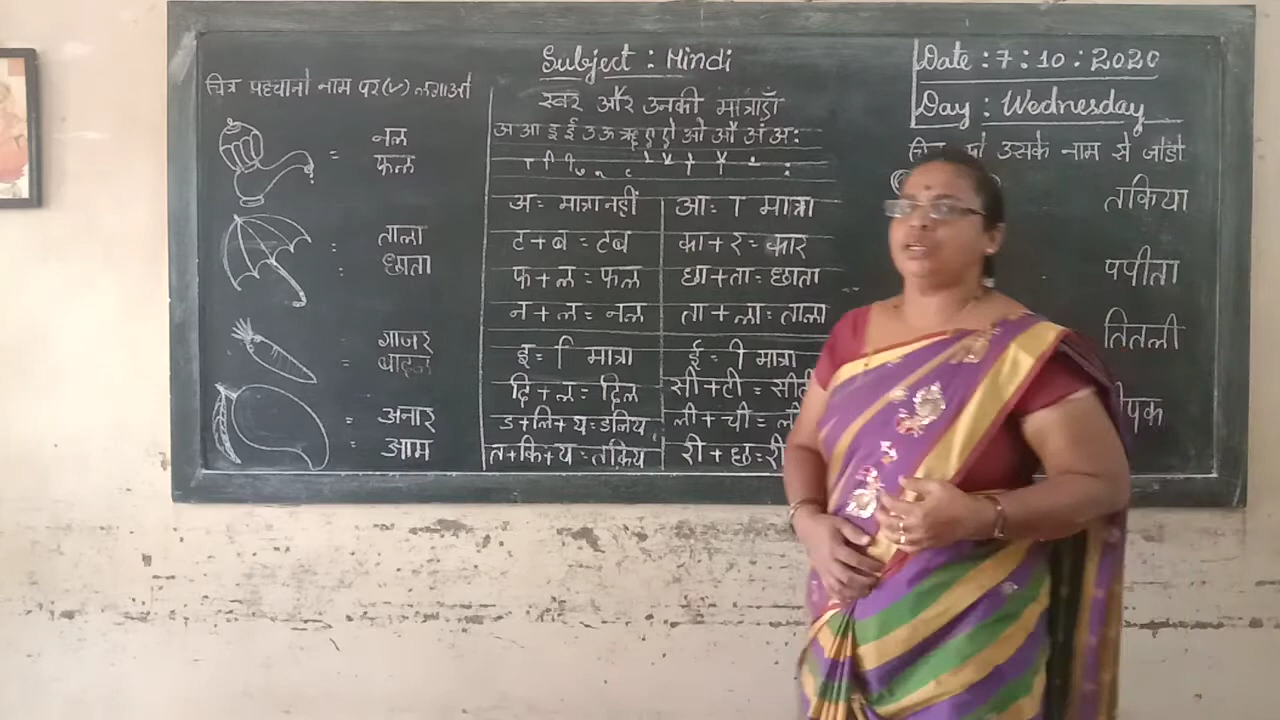 Subject : Hindi
Date : 7 : 10 : 2020
Day : Wednesday
चित्र पहचानो नाम पर (✓) लगाओ
= नल
फल
: ताला
: छाता
गाजर
=
= अनार
= आम
स्वर और उनकी मात्राएँ
अ आ इ ई उ ऊ ऋ ए ऐ ओ औ अं अः
अ = मात्रा नहीं
ट + ब = टब
फ + ल = फल
न + ल = नल
आ : ा मात्रा
का + र = कार
छा + ता = छाता
ता + ला = ताला
इ = ि मात्रा
दि + ल = दिल
ड + लि + य = डलिय
त + कि + य = तकिय
ई = ी मात्रा
सी + टी =
ली + ची =
री + छ =
उसके नाम से जोडो
तकिया
पपीता
तितली